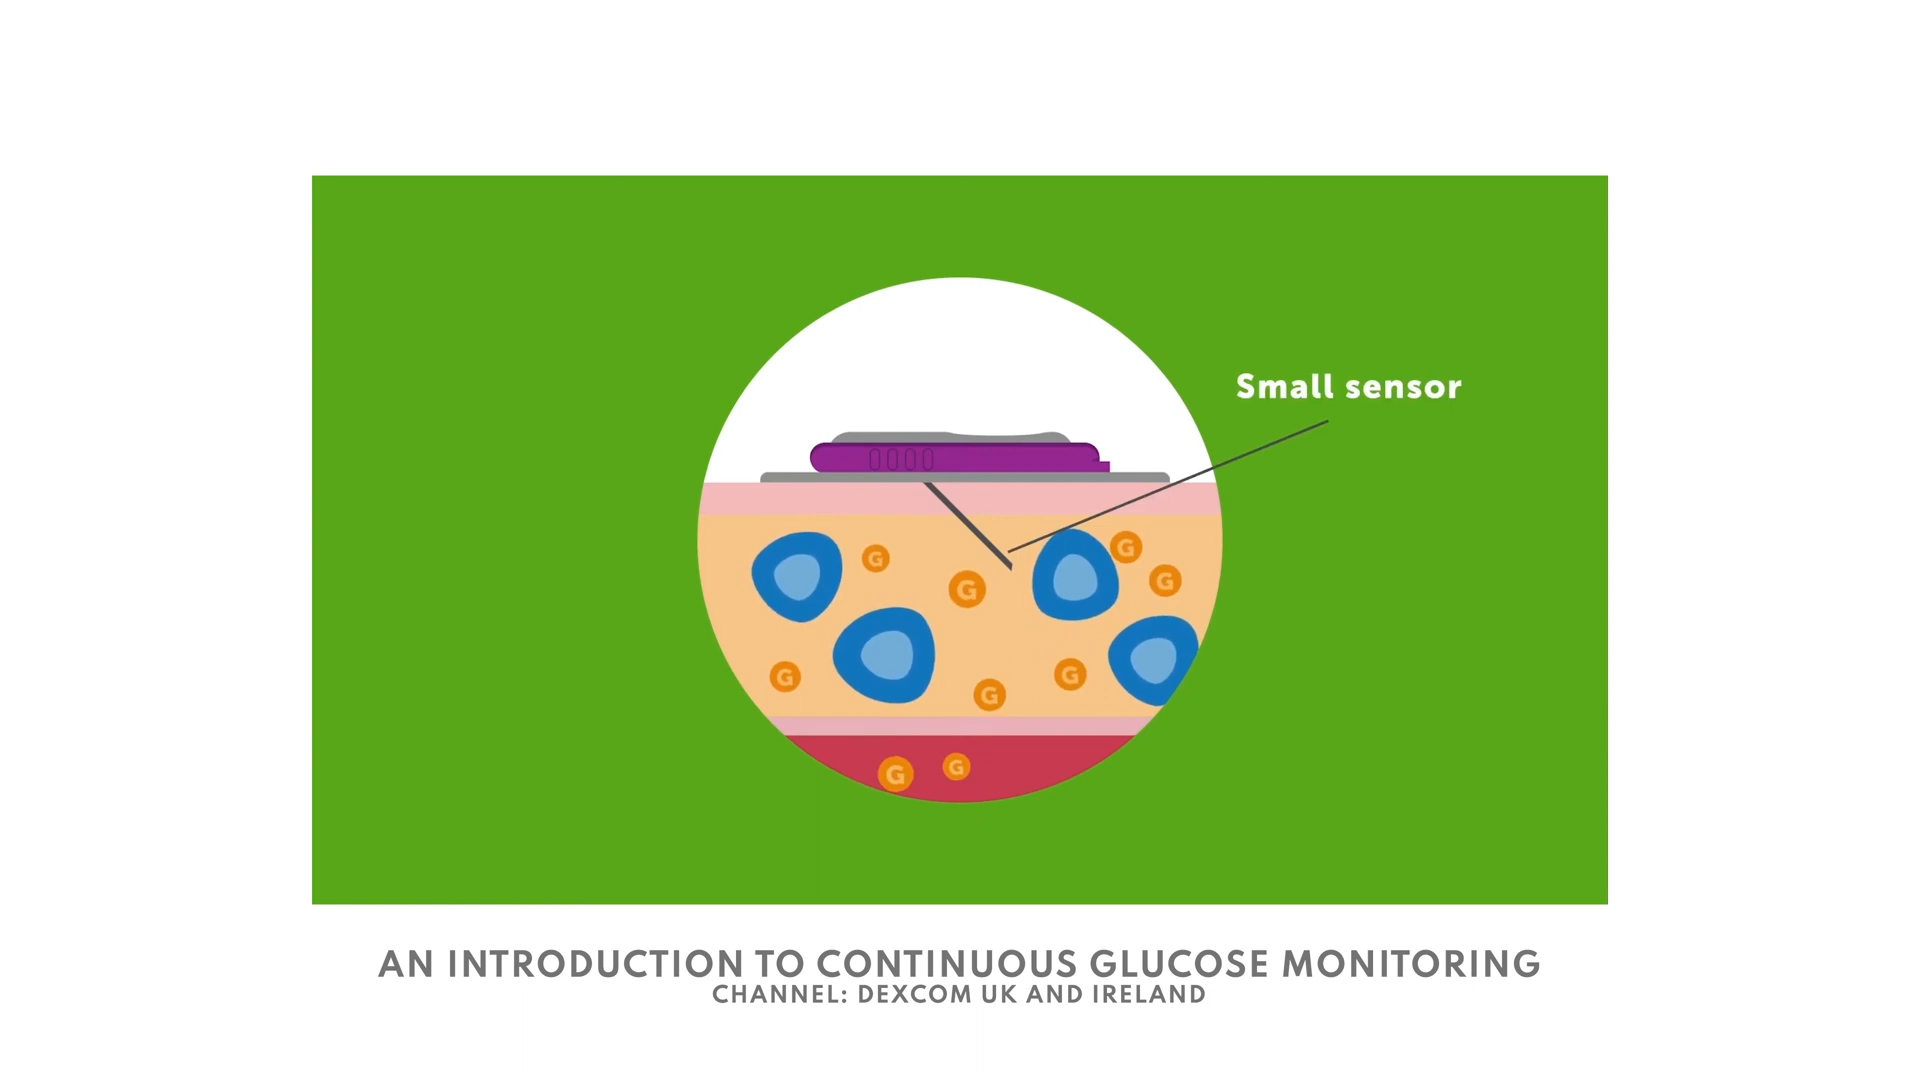 Small sensor
G
G
G
G
G
G
G
G
G
AN INTRODUCTION TO CONTINUOUS GLUCOSE MONITORING
CHANNEL: DEXCOM UK AND IRELAND